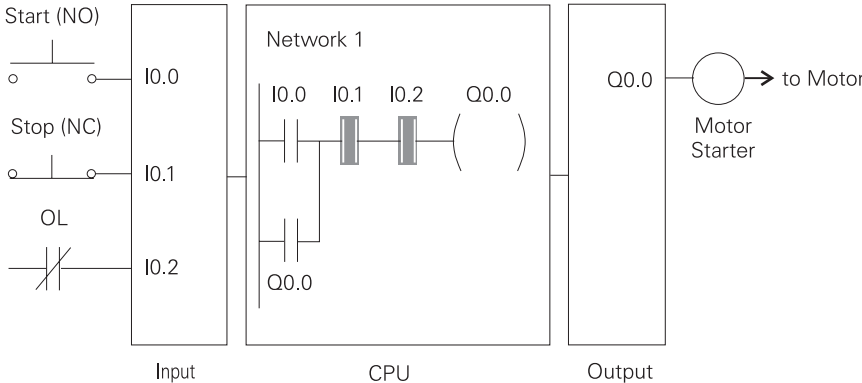 Start (NO)
I0.0
Stop (NC)
I0.1
OL
I0.2
Network 1
I0.0 I0.1 I0.2 Q0.0
Q0.0
Q0.0
to Motor
Motor
Starter
Input
CPU
Output